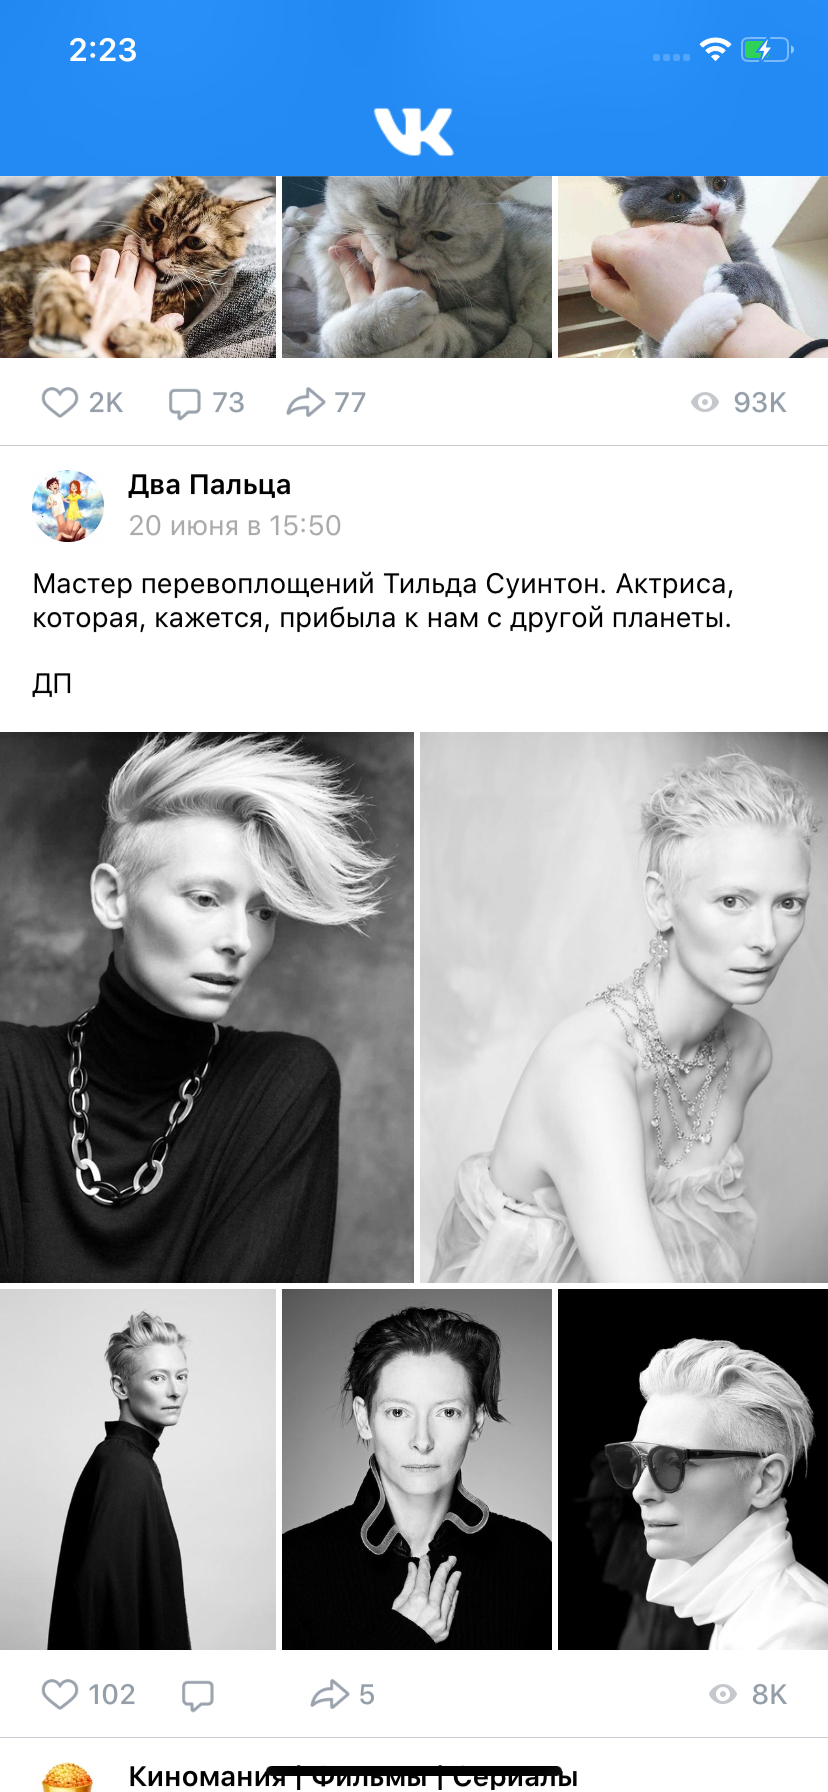 2:23
VK
2K 73 77 93K
Два Пальца
20 июня в 15:50
Мастер перевоплощений Тильда Суинтон. Актриса,
которая, кажется, прибыла к нам с другой планеты.
ДП
102 5 8K
Киномания | Фильмы | Сериалы